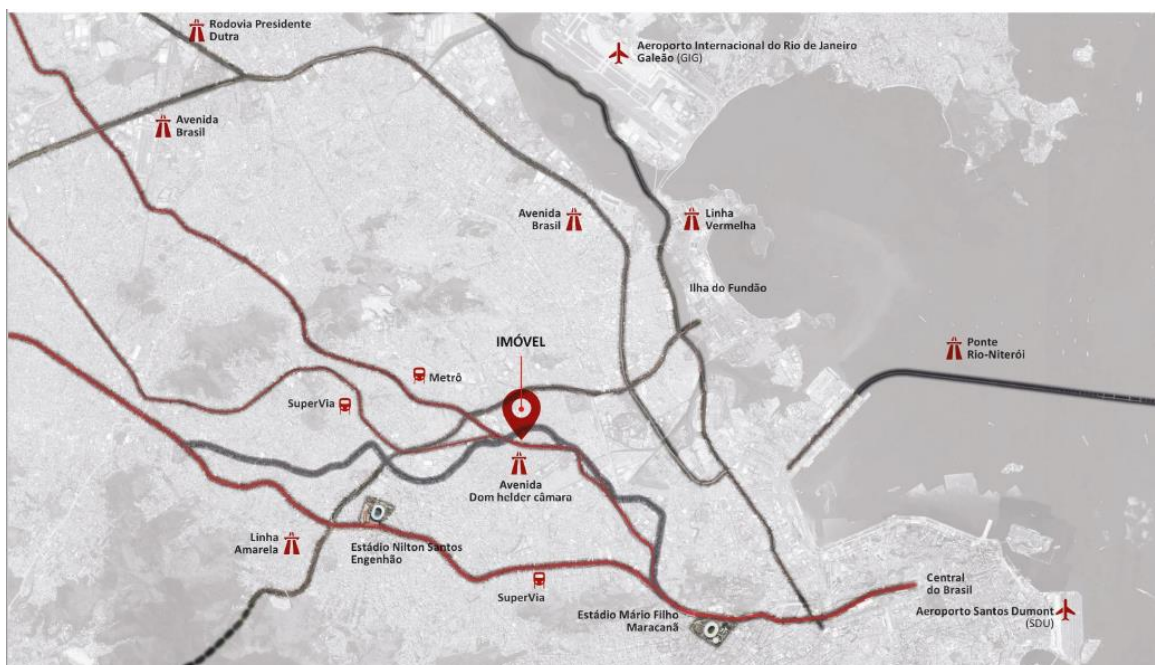 Rodovia Presidente
Dutra
Aeroporto Internacional do Rio de Janeiro
Galeão (GIG)
Avenida
Brasil
Avenida
Brasil
Linha
Vermelha
Ilha do Fundão
IMÓVEL
Ponte
Rio-Niterói
Metrô
SuperVia
Avenida
Dom helder câmara
Linha
Amarela
Estádio Nilton Santos
Engenhão
SuperVia
Central
do Brasil
Estádio Mário Filho
Maracanã
Aeroporto Santos Dumont
(SDU)